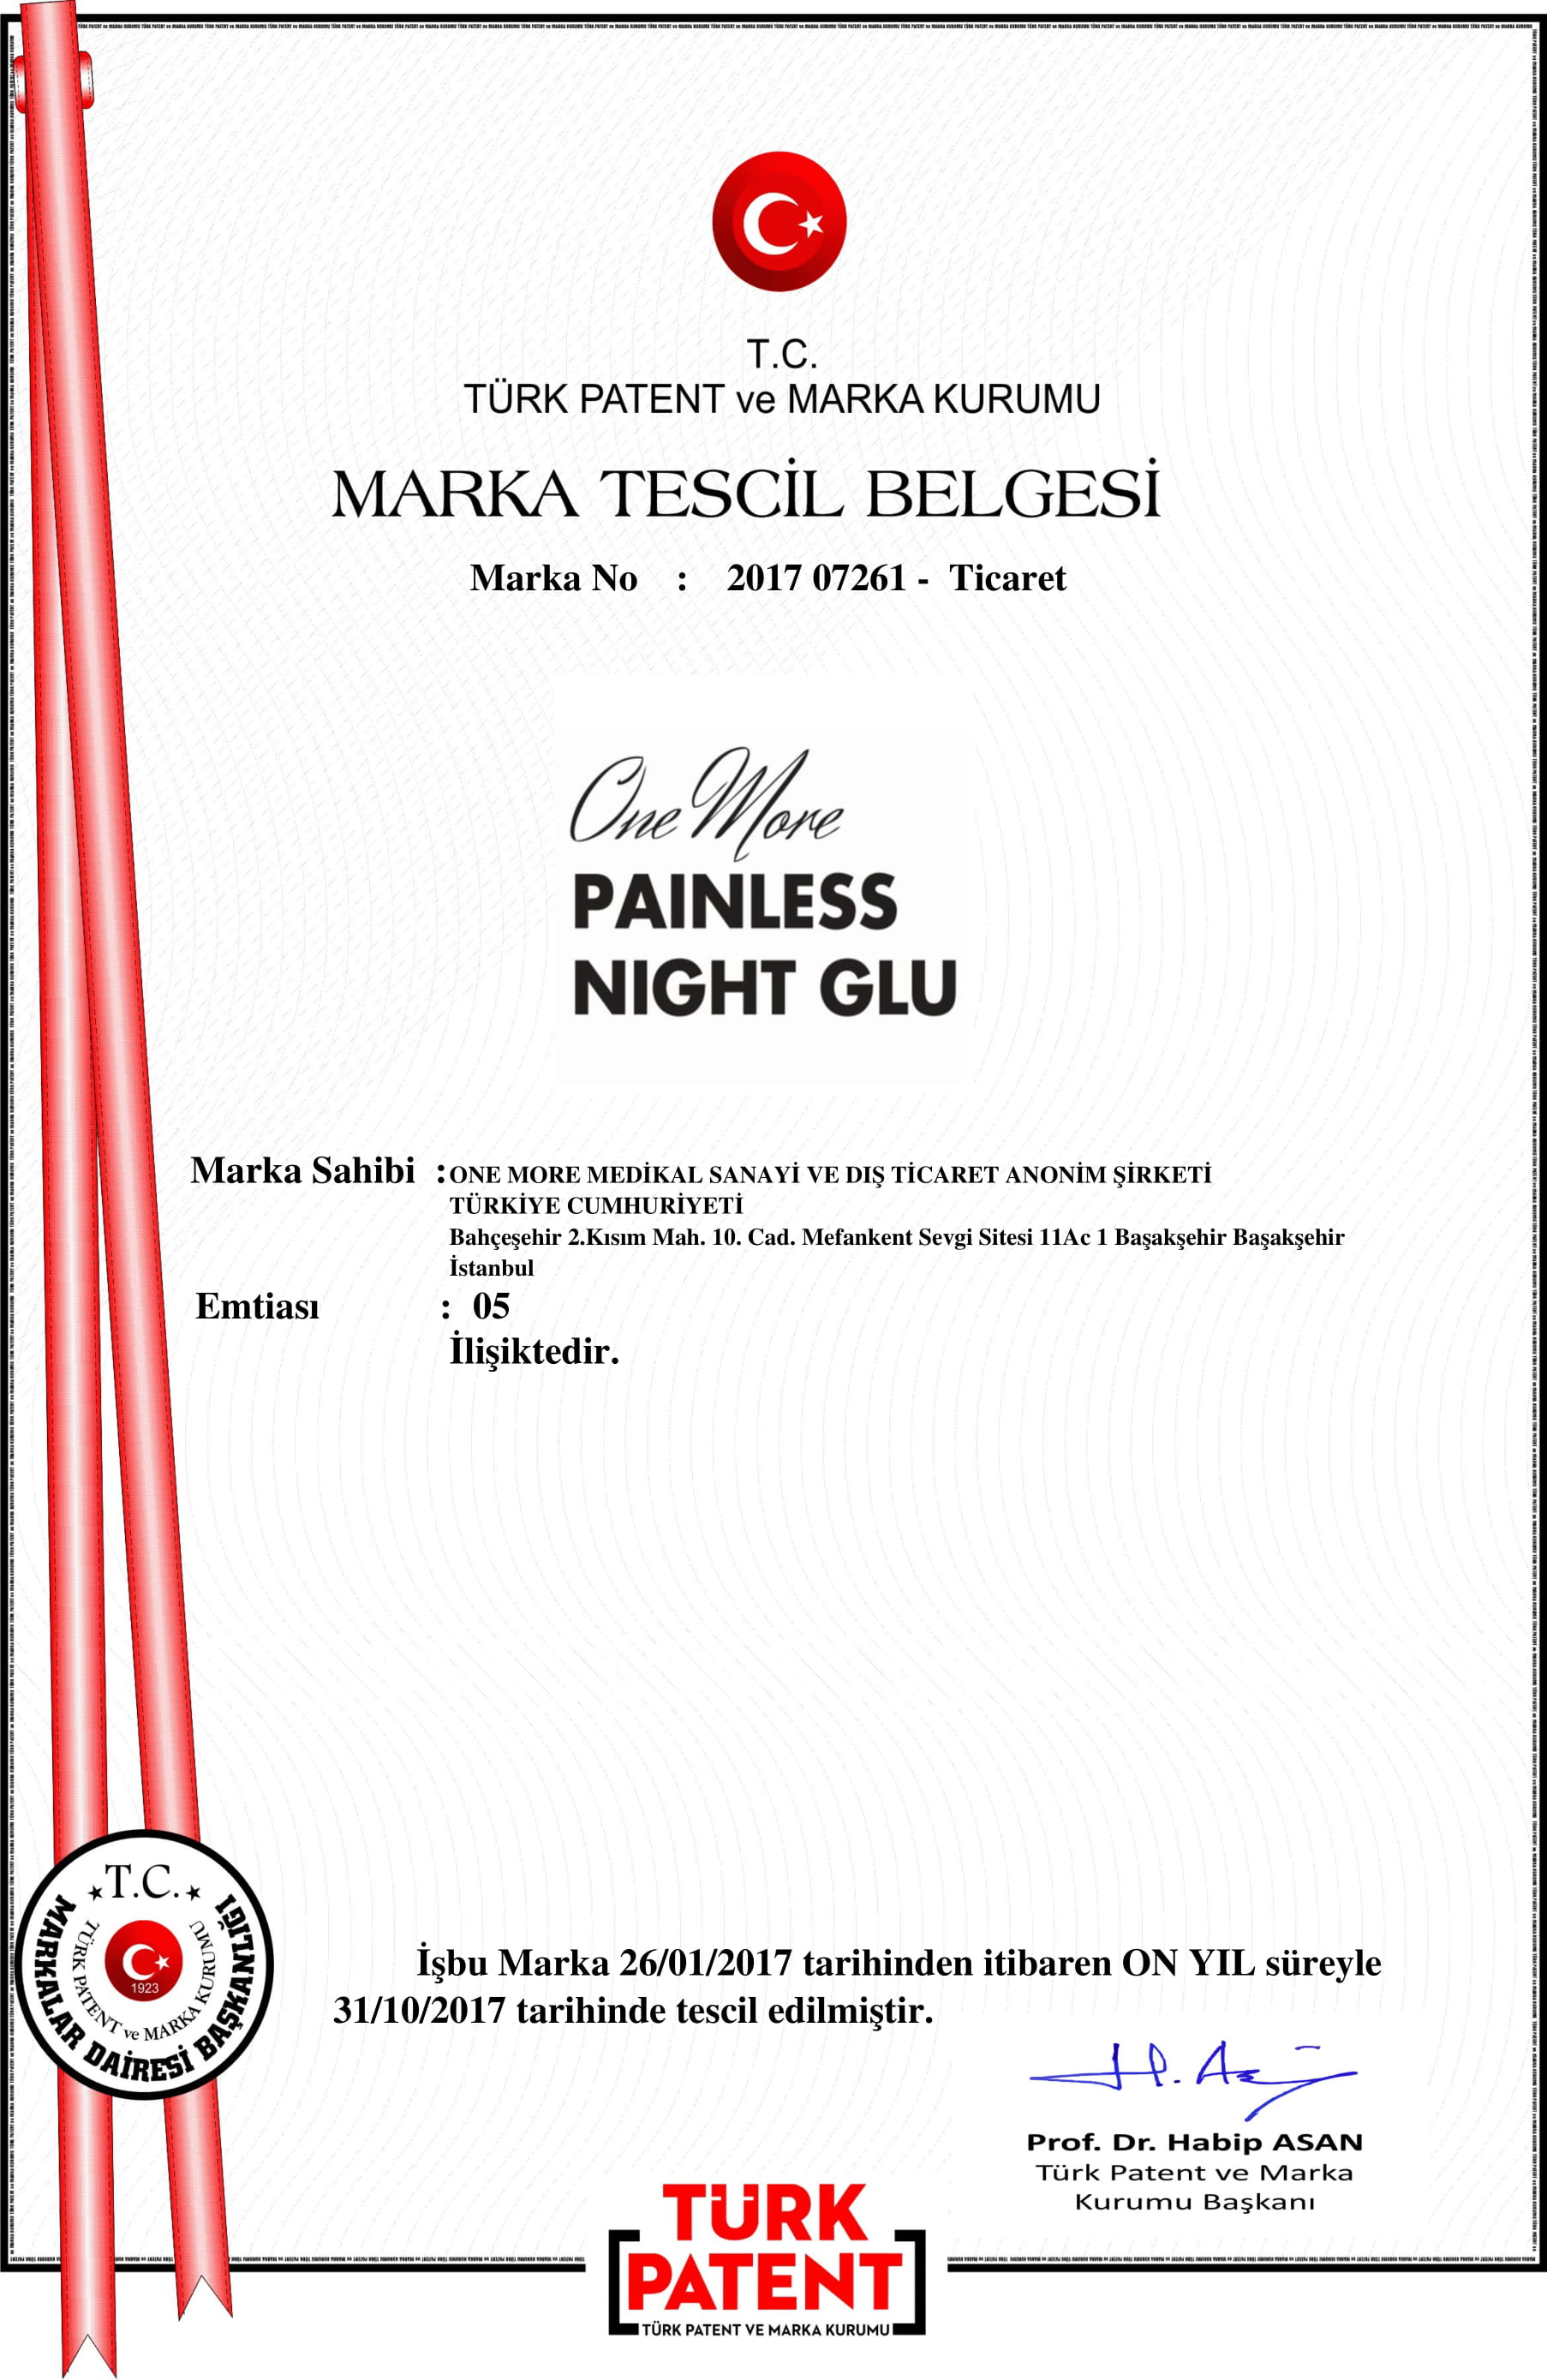 T.C.
TÜRK PATENT ve MARKA KURUMU
MARKA TESCİL BELGESİ
Marka No : 2017 07261 - Ticaret
One More
PAINLESS
NIGHT GLU
Marka Sahibi : ONE MORE MEDİKAL SANAYİ VE DIŞ TİCARET ANONİM ŞİRKETİ
TÜRKİYE CUMHURİYETİ
Bahçeşehir 2.Kısım Mah. 10. Cad. Mefankent Sevgi Sitesi 11Ac 1 Başakşehir Başakşehir
İstanbul
Emtiası : 05
İlişiktedir.
T.C.
MARKALAR DAİRESİ BAŞKANLIĞI
TÜRK PATENT ve MARKA KURUMU
1923
İşbu Marka 26/01/2017 tarihinden itibaren ON YIL süreyle
31/10/2017 tarihinde tescil edilmiştir.
Prof. Dr. Habip ASAN
Türk Patent ve Marka
Kurumu Başkanı
TÜRK
PATENT
TÜRK PATENT VE MARKA KURUMU